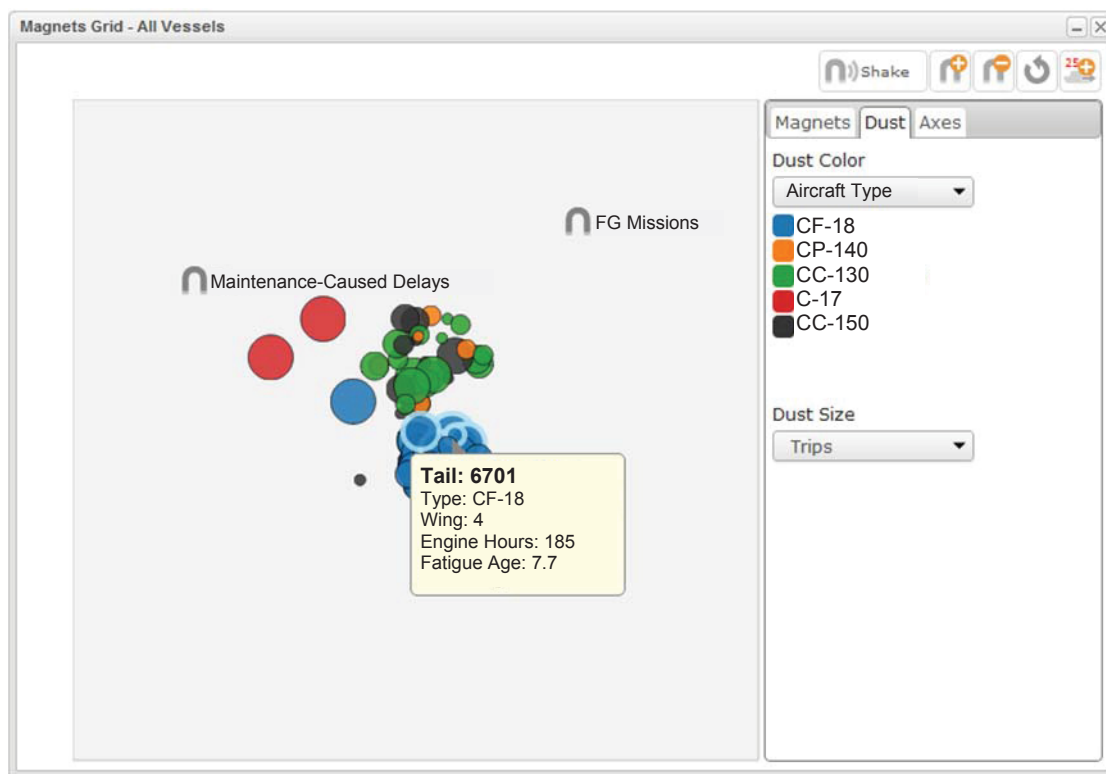 Magnets Grid - All Vessels
Shake
25
Magnets Dust Axes
Dust Color
Aircraft Type
FG Missions
CF-18
CP-140
Maintenance-Caused Delays
CC-130
C-17
CC-150
Dust Size
Trips
Tail: 6701
Type: CF-18
Wing: 4
Engine Hours: 185
Fatigue Age: 7.7